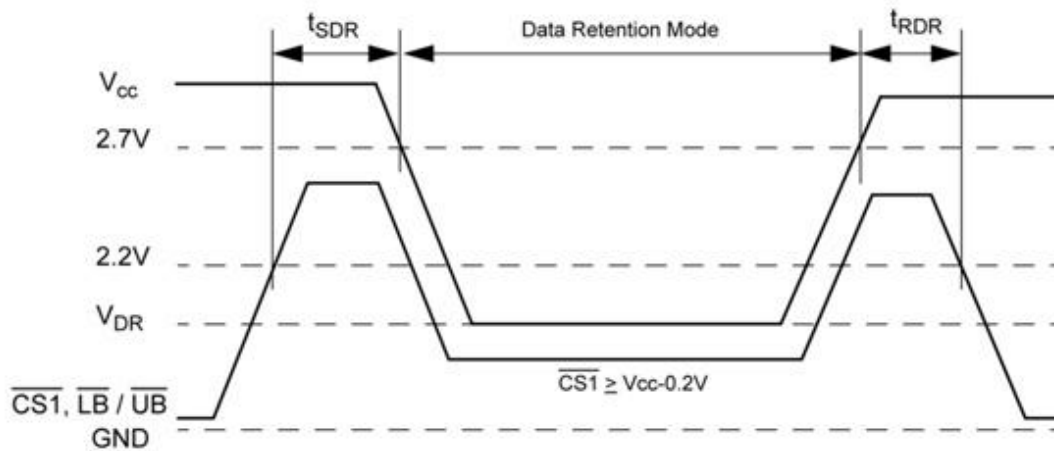 tSDR
Data Retention Mode
tRDR
Vcc
2.7V
2.2V
VDR
CS1 ≥ Vcc-0.2V
CS1, LB / UB
GND